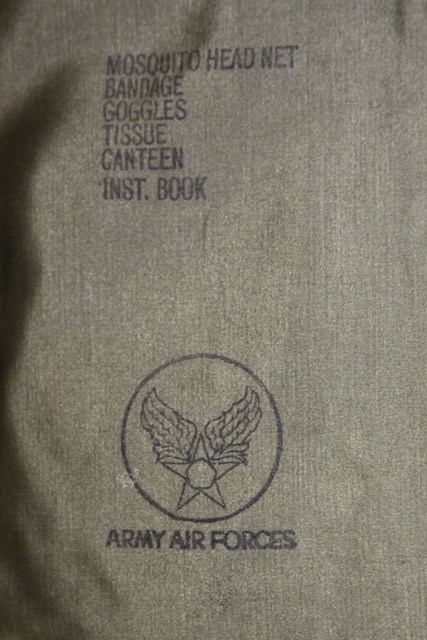 MOSQUITO HEAD NET
BANDAGE
GOGGLES
TISSUE
CANTEEN
INST. BOOK
ARMY AIR FORCES